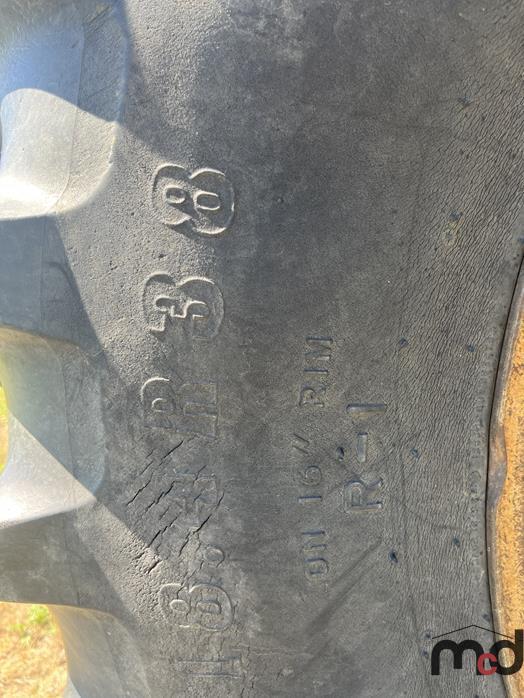 18.4R38
ON 16" RIM
R-1
mcd